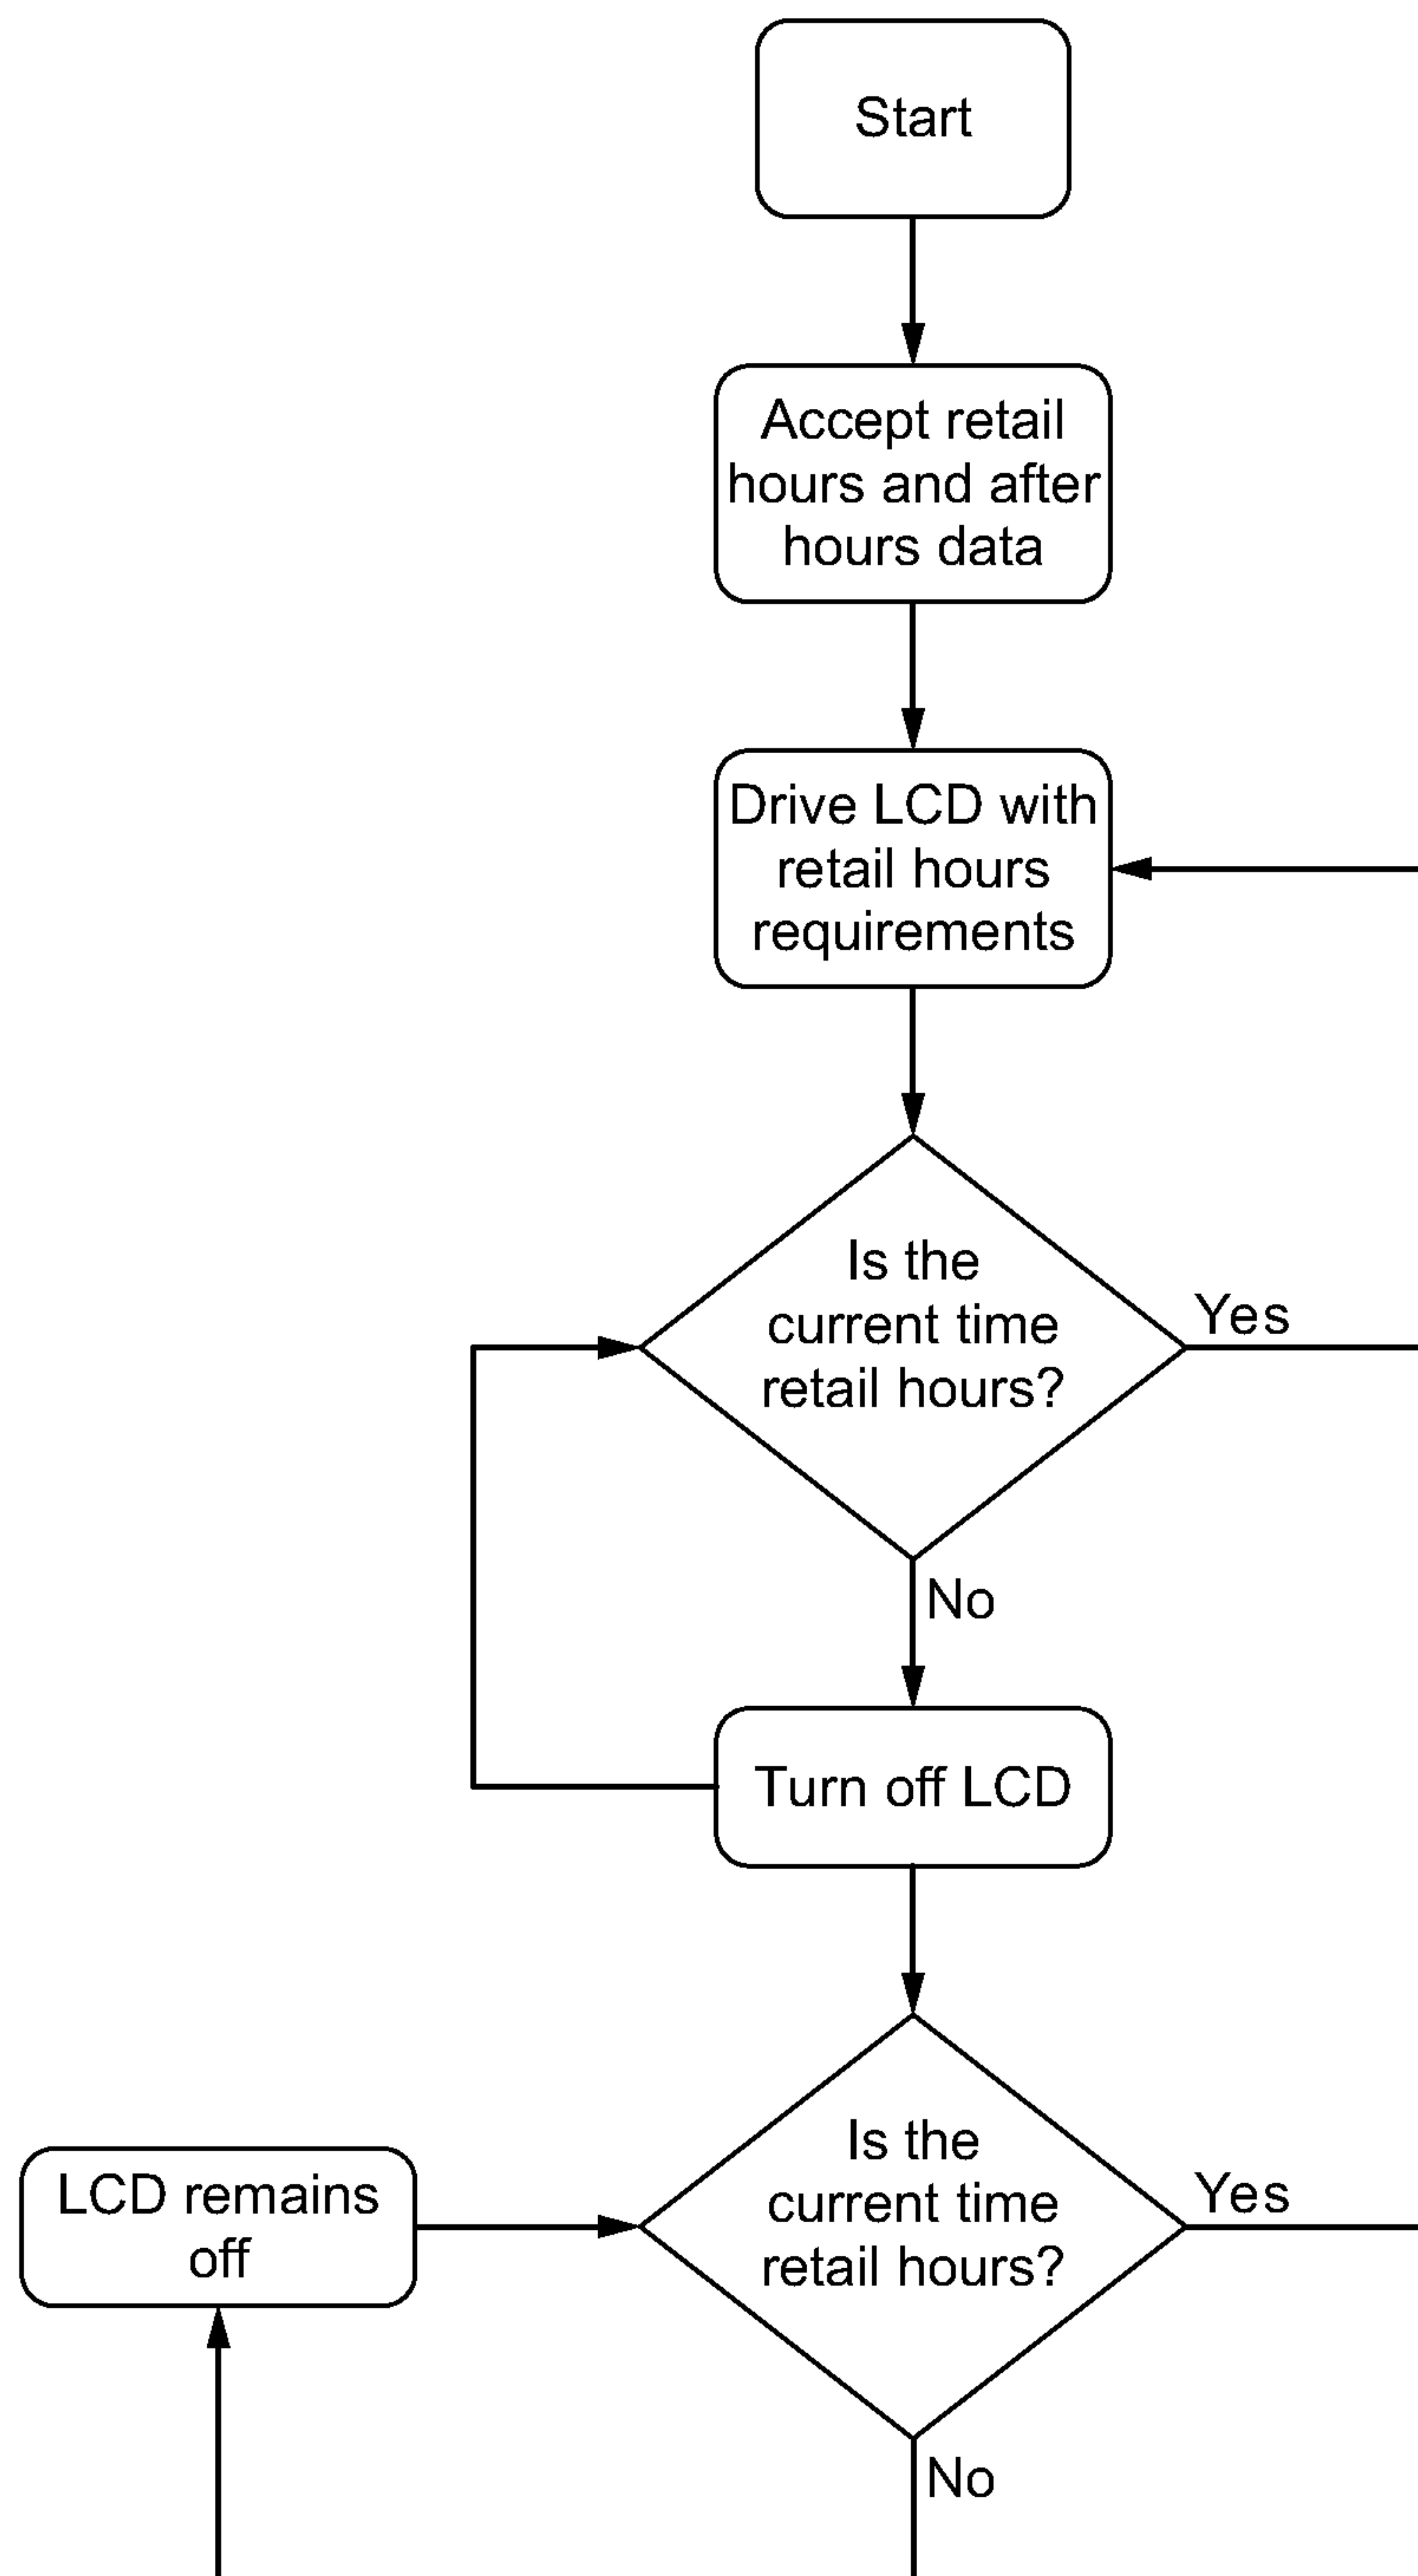 Start
Accept retail
hours and after
hours data
Drive LCD with
retail hours
requirements
Is the
current time
retail hours?
Yes
No
Turn off LCD
Is the
current time
retail hours?
Yes
LCD remains
off
No